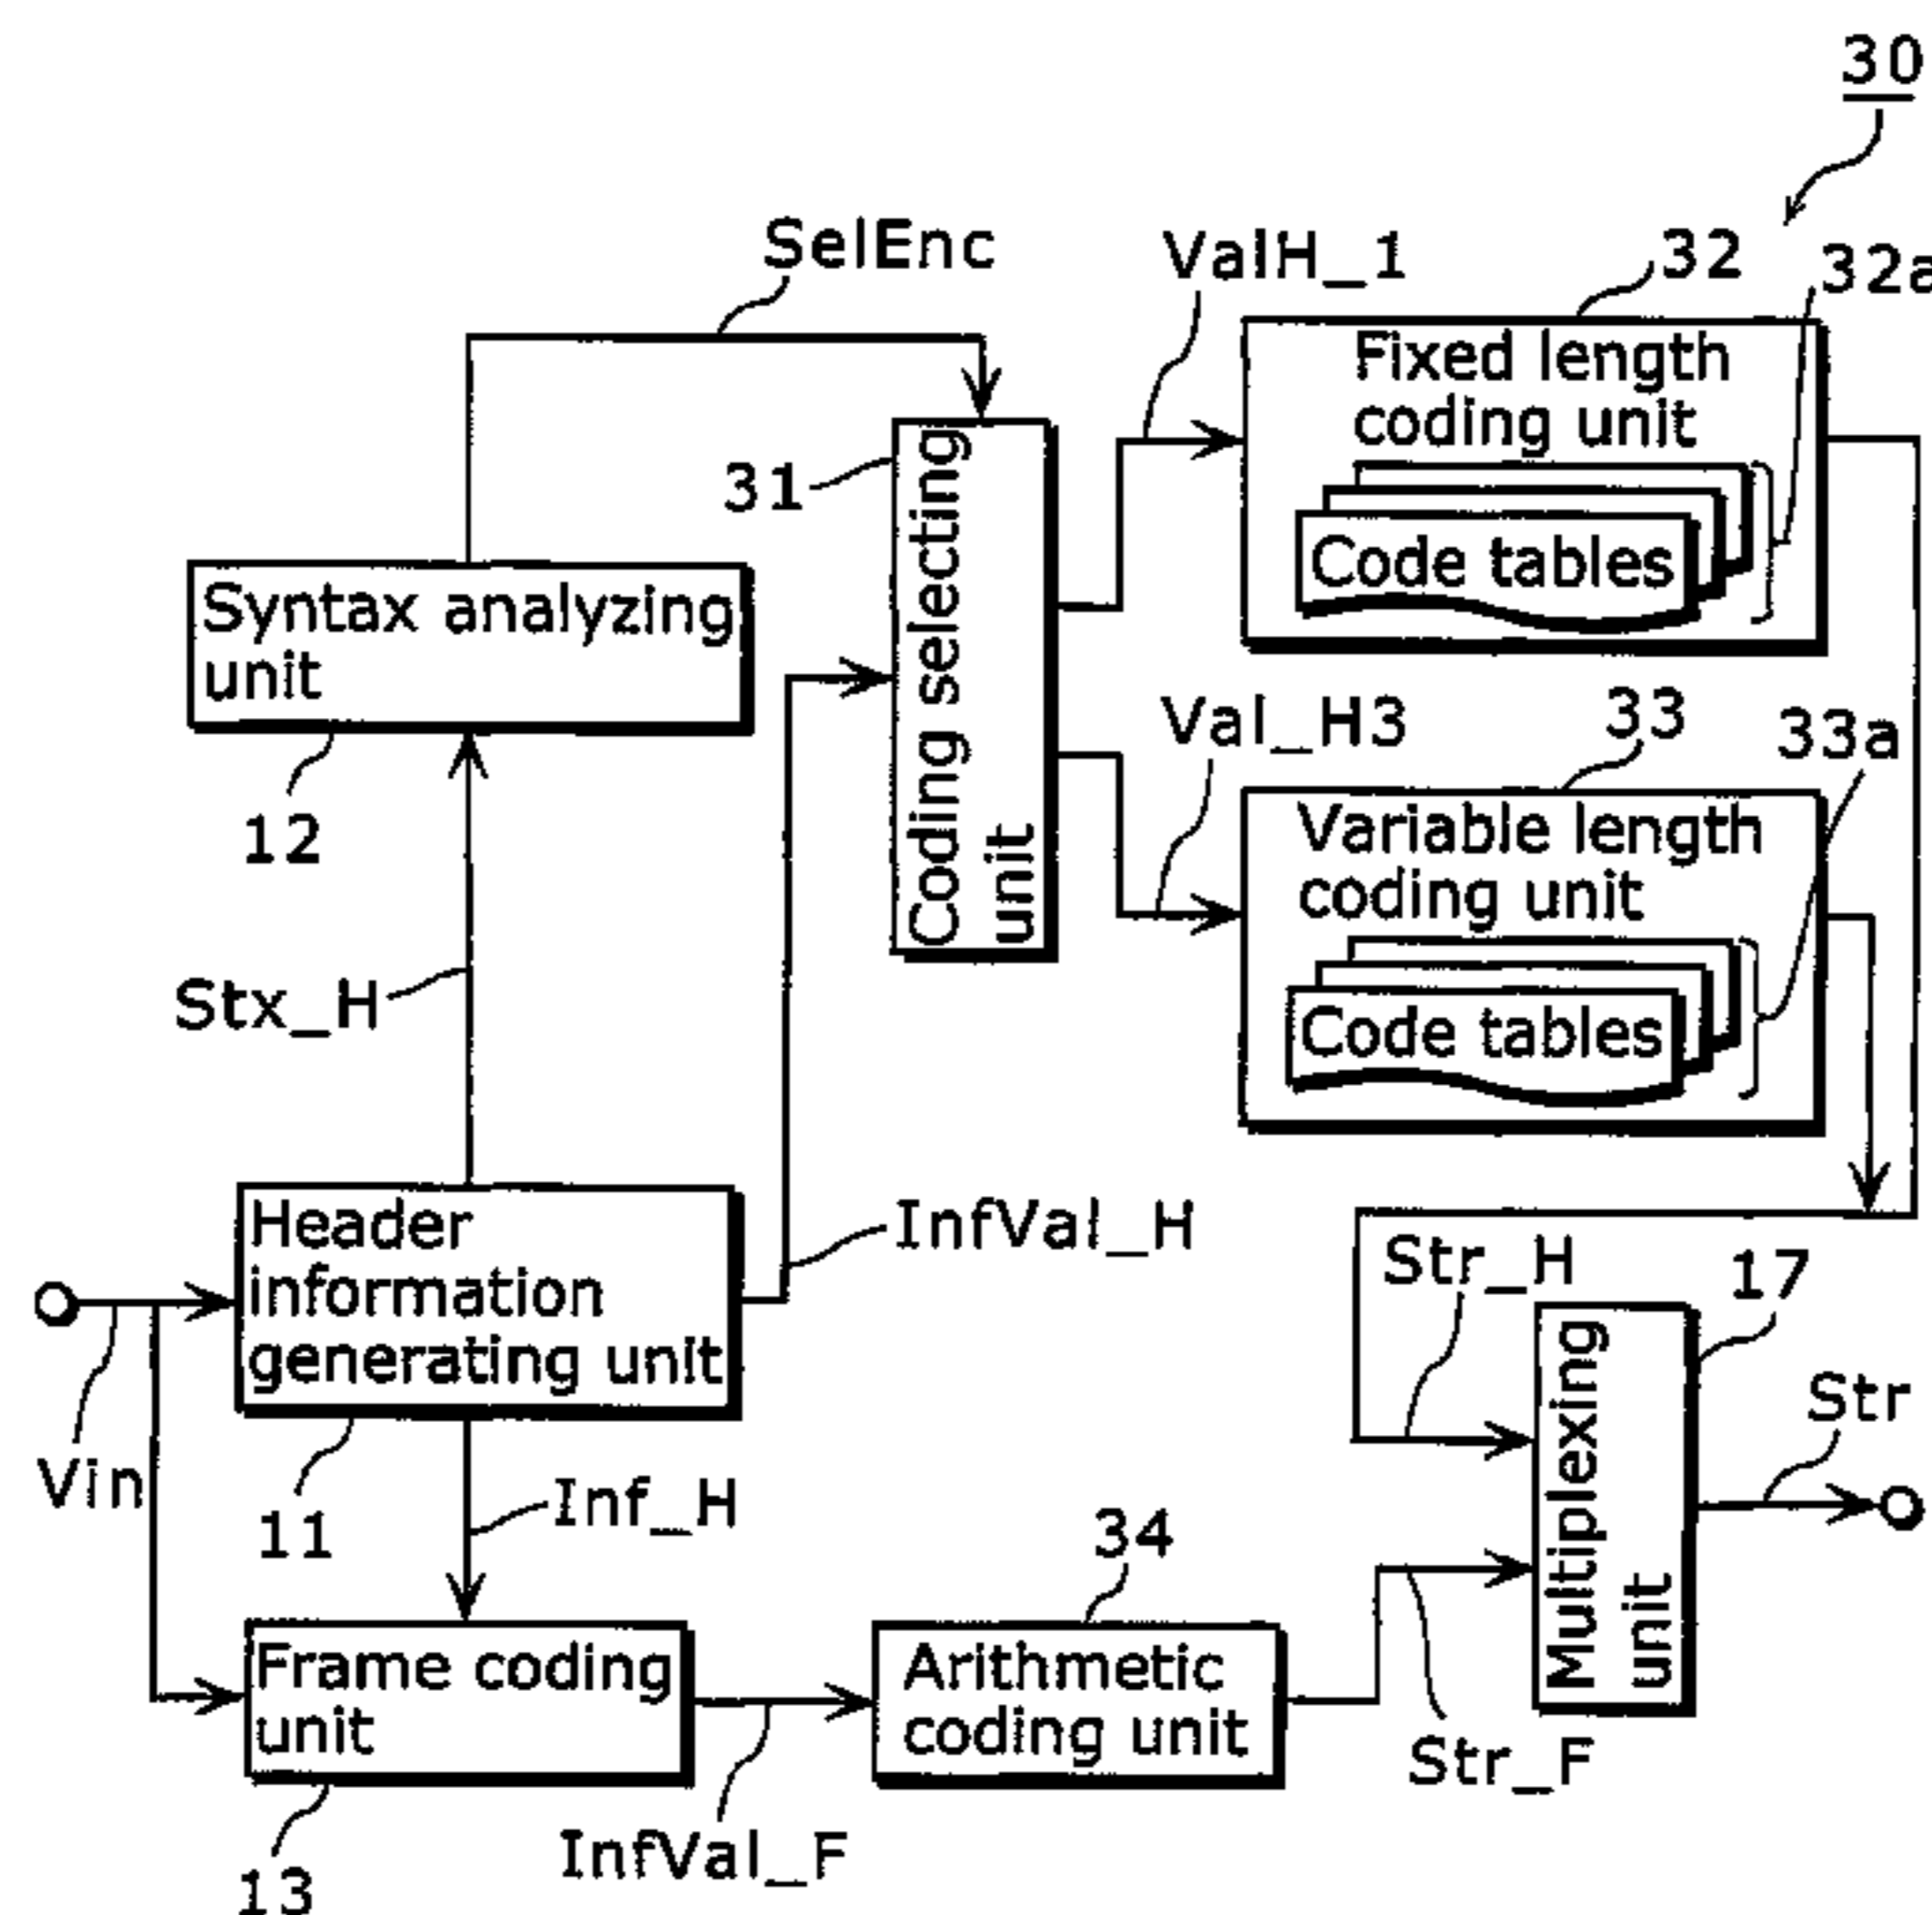 30
SelEnc
ValH_1
32
32a
Fixed length
coding unit
Code tables
31
Coding selecting
unit
Syntax analyzing
unit
12
Val_H3
33
33a
Variable length
coding unit
Code tables
Stx_H
Header
information
generating unit
InfVal_H
Str_H
17
Multiplexing
unit
Str
Vin
11
Inf_H
34
Frame coding
unit
Arithmetic
coding unit
Str_F
InfVal_F
13